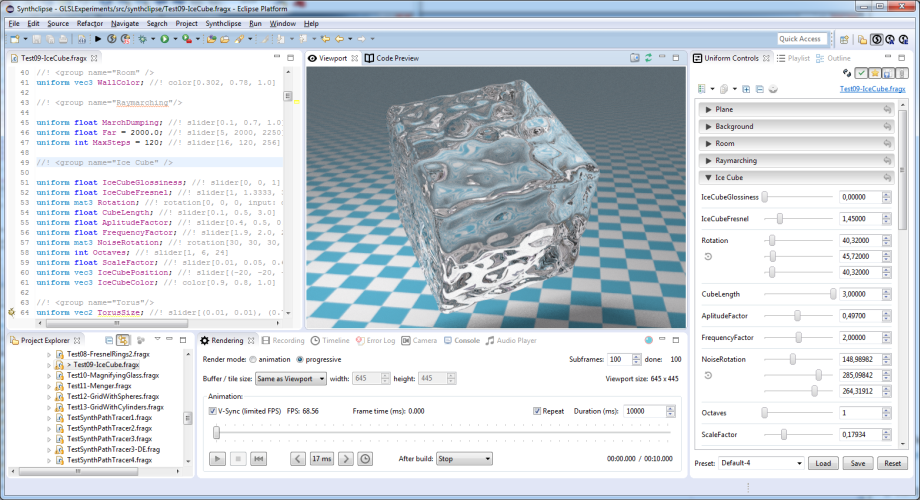 Synthclipse - GLSLExperiments/src/synthclipse/Test09-IceCube.fragx - Eclipse Platform
File Edit Source Refactor Navigate Search Project Synthclipse Run Window Help
Quick Access
Test09-IceCube.fragx
40 //! <group name="Room" />
41 uniform vec3 WallColor; //! color[0.302, 0.78, 1.0]
42
43 //! <group name="Raymarching"/>
44
45 uniform float MarchDumping; //! slider[0.1, 0.7, 1.0
46 uniform float Far = 2000.0; //! slider[5, 2000, 2250
47 uniform int MaxSteps = 120; //! slider[16, 120, 256]
48
49 //! <group name="Ice Cube" />
50
51 uniform float IceCubeGlossiness; //! slider[0, 0, 1]
52 uniform float IceCubeFresnel; //! slider[1, 1.3333,
53 uniform mat3 Rotation; //! rotation[0, 0, 0, input:
54 uniform float CubeLength; //! slider[0.1, 0.5, 3.0]
55 uniform float AplitudeFactor; //! slider[0.4, 0.5, 0
56 uniform float FrequencyFactor; //! slider[1.9, 2.0, 2
57 uniform mat3 NoiseRotation; //! rotation[30, 30, 30,
58 uniform int Octaves; //! slider[1, 6, 24]
59 uniform float ScaleFactor; //! slider[0.01, 0.05, 0.
60 uniform vec3 IceCubePosition; //! slider[(-20, -20, -
61 uniform vec3 IceCubeColor; //! color[0.9, 0.8, 1.0]
62
63 //! <group name="Torus"/>
64 uniform vec2 TorusSize; //! slider[(0.01, 0.01), (0.
Viewport Code Preview
Uniform Controls Playlist Outline
Test09-IceCube.fragx
Plane
Background
Room
Raymarching
Ice Cube
IceCubeGlossiness 0,00000
IceCubeFresnel 1,45000
Rotation 40,32000
45,72000
40,32000
CubeLength 3,00000
AplitudeFactor 0,49700
FrequencyFactor 2,00000
NoiseRotation 148,98982
285,09842
264,31912
Octaves 1
ScaleFactor 0,17934
Preset: Default-4 Load Save Reset
Project Explorer
Test08-FresnelRings2.fragx
> Test09-IceCube.fragx
Test10-MagnifyingGlass.fragx
Test11-Menger.fragx
Test12-GridWithSpheres.fragx
Test13-GridWithCylinders.fragx
TestSynthPathTracer1.fragx
TestSynthPathTracer2.fragx
TestSynthPathTracer3.fragx
TestSynthPathTracer3-DE.frag
TestSynthPathTracer4.fragx
Rendering Recording Timeline Error Log Camera Console Audio Player
Render mode: animation progressive Subframes: 100 done: 100
Buffer / tile size: Same as Viewport width: 645 height: 445 Viewport size: 645 x 445
Animation:
V-Sync (limited FPS) FPS: 68.56 Frame time (ms): 0.000 Repeat Duration (ms): 10000
17 ms After build: Stop 00:00.000 / 00:10.000